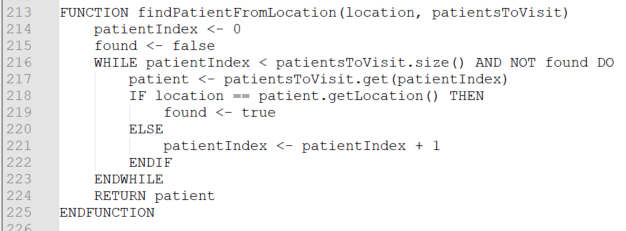 213 FUNCTION findPatientFromLocation(location, patientsToVisit)
214     patientIndex <- 0
215     found <- false
216     WHILE patientIndex < patientsToVisit.size() AND NOT found DO
217         patient <- patientsToVisit.get(patientIndex)
218         IF location == patient.getLocation() THEN
219             found <- true
220         ELSE
221             patientIndex <- patientIndex + 1
222         ENDIF
223     ENDWHILE
224     RETURN patient
225 ENDFUNCTION
226